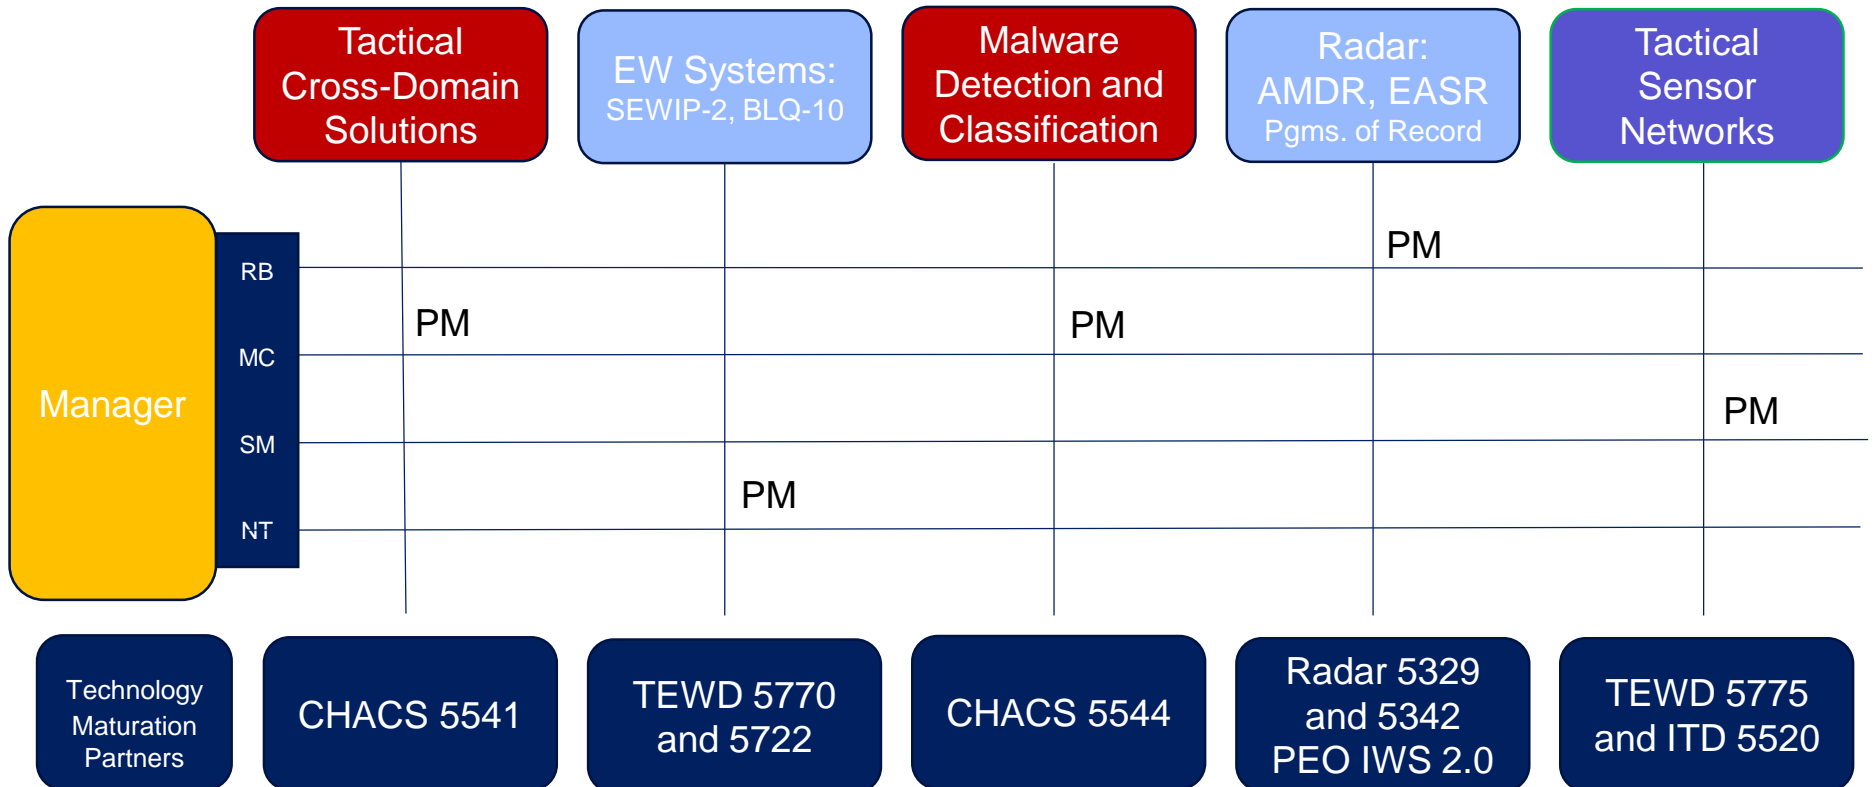 Tactical
Cross-Domain
Solutions
EW Systems:
SEWIP-2, BLQ-10
Malware
Detection and
Classification
Radar:
AMDR, EASR
Pgms. of Record
Tactical
Sensor
Networks
Manager
RB
PM
MC
PM
PM
SM
PM
NT
PM
Technology
Maturation
Partners
CHACS 5541
TEWD 5770
and 5722
CHACS 5544
Radar 5329
and 5342
PEO IWS 2.0
TEWD 5775
and ITD 5520